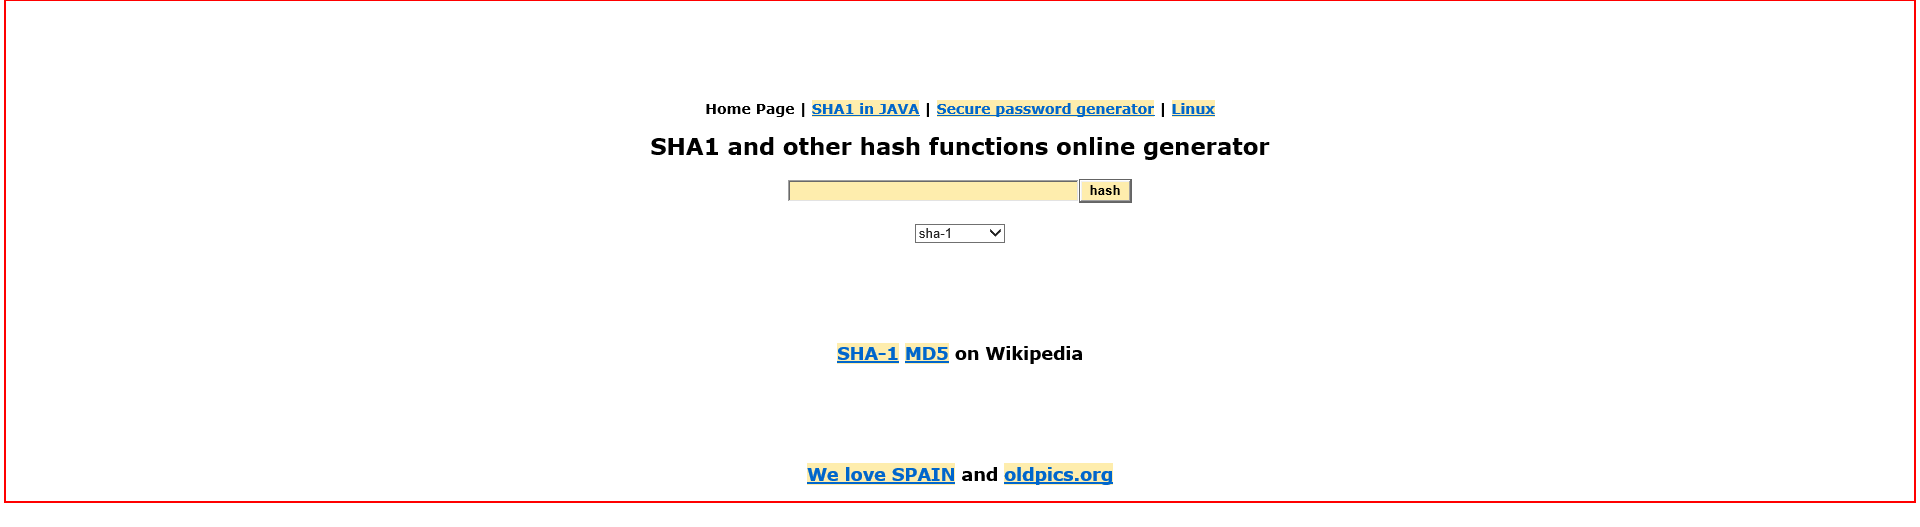 Home Page | SHA1 in JAVA | Secure password generator | Linux
SHA1 and other hash functions online generator
hash
sha-1
SHA-1 MD5 on Wikipedia
We love SPAIN and oldpics.org